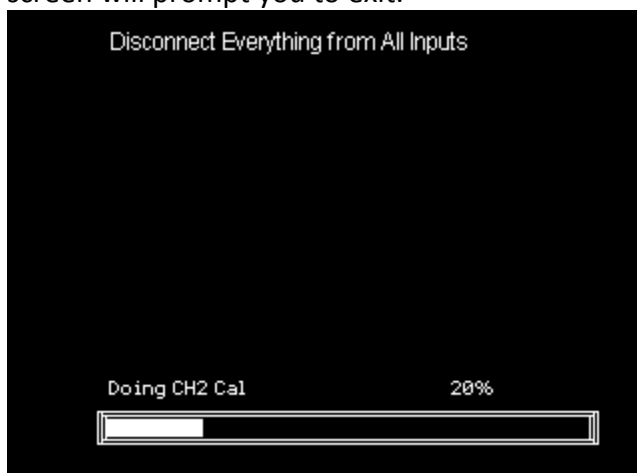 screen will prompt you to exit.
Disconnect Everything from All Inputs
Doing CH2 Cal 20%